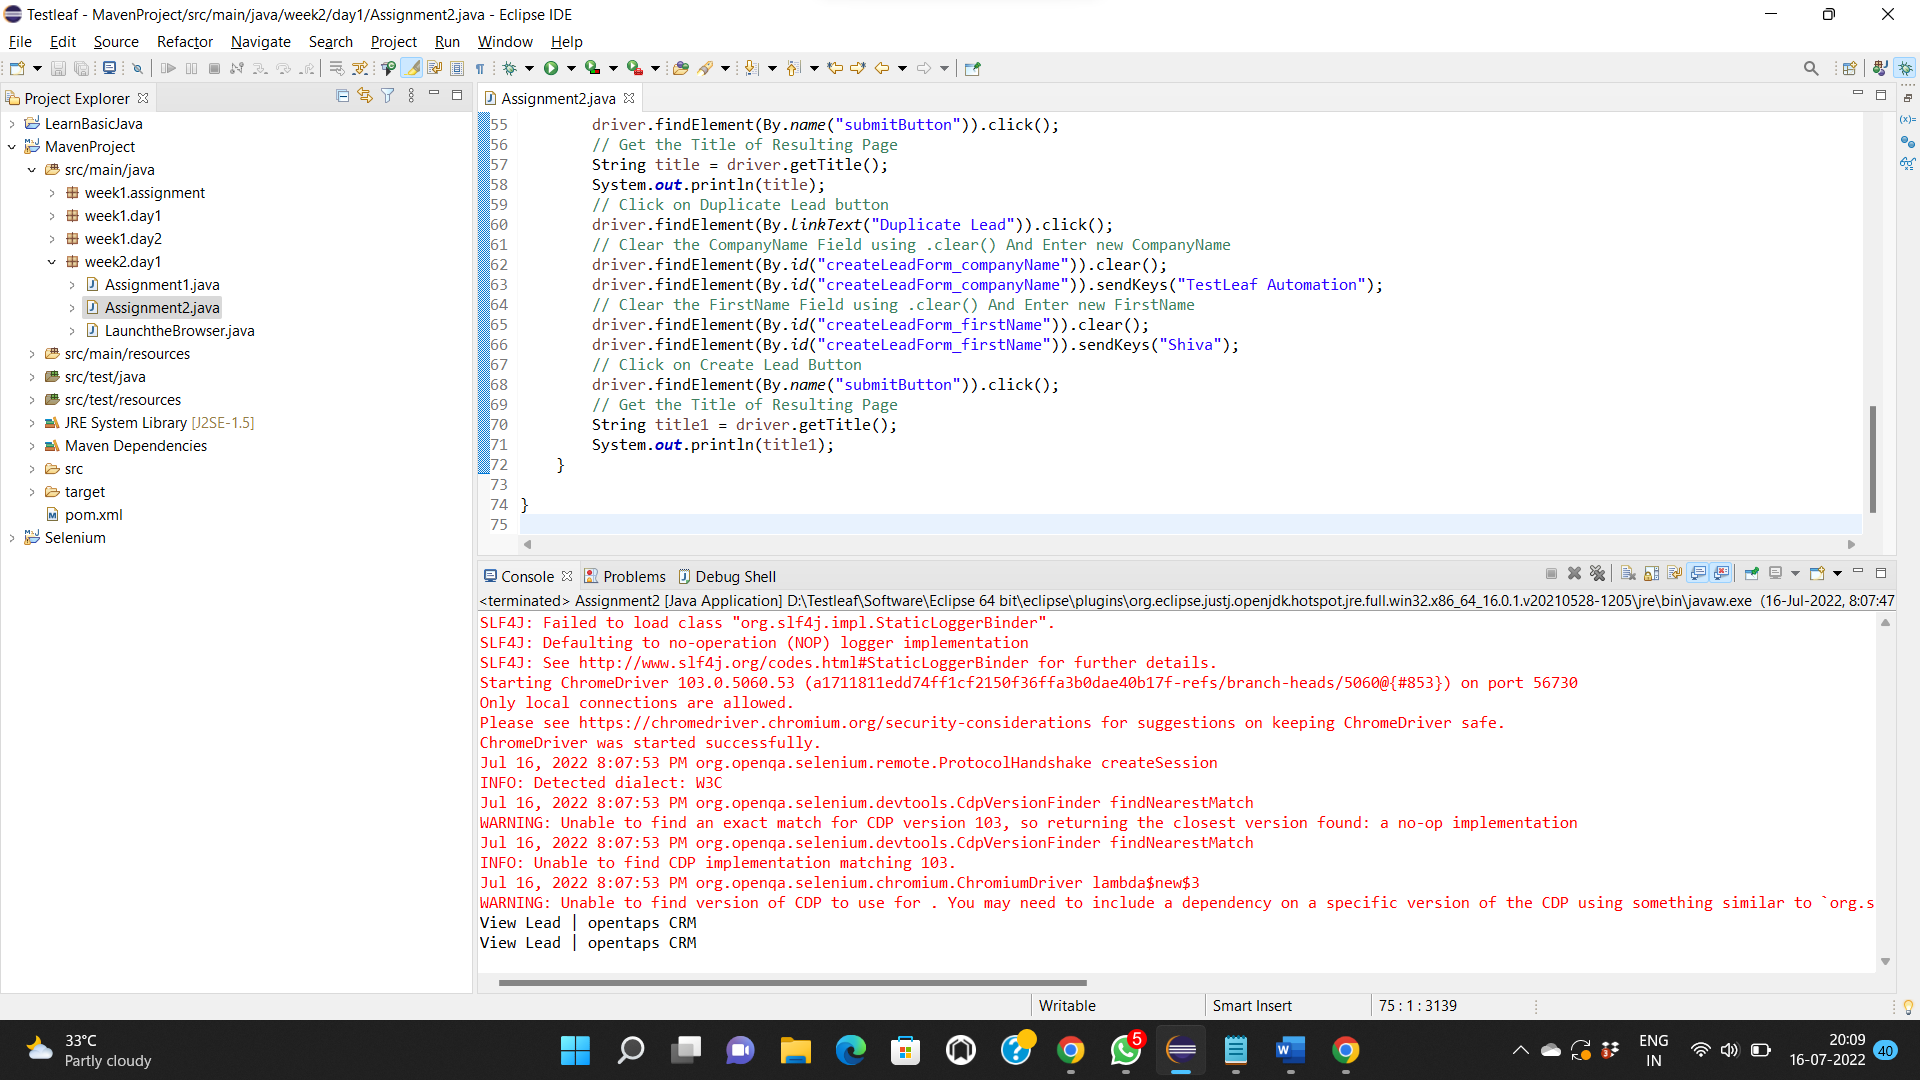 Testleaf - MavenProject/src/main/java/week2/day1/Assignment2.java - Eclipse IDE
File Edit Source Refactor Navigate Search Project Run Window Help
Project Explorer
LearnBasicJava
MavenProject
src/main/java
week1.assignment
week1.day1
week1.day2
week2.day1
Assignment1.java
Assignment2.java
LaunchtheBrowser.java
src/main/resources
src/test/java
src/test/resources
JRE System Library [J2SE-1.5]
Maven Dependencies
src
target
pom.xml
Selenium
Assignment2.java
55 driver.findElement(By.name("submitButton")).click();
56 // Get the Title of Resulting Page
57 String title = driver.getTitle();
58 System.out.println(title);
59 // Click on Duplicate Lead button
60 driver.findElement(By.linkText("Duplicate Lead")).click();
61 // Clear the CompanyName Field using .clear() And Enter new CompanyName
62 driver.findElement(By.id("createLeadForm_companyName")).clear();
63 driver.findElement(By.id("createLeadForm_companyName")).sendKeys("TestLeaf Automation");
64 // Clear the FirstName Field using .clear() And Enter new FirstName
65 driver.findElement(By.id("createLeadForm_firstName")).clear();
66 driver.findElement(By.id("createLeadForm_firstName")).sendKeys("Shiva");
67 // Click on Create Lead Button
68 driver.findElement(By.name("submitButton")).click();
69 // Get the Title of Resulting Page
70 String title1 = driver.getTitle();
71 System.out.println(title1);
72 }
73
74 }
75
Console Problems Debug Shell
<terminated> Assignment2 [Java Application] D:\Testleaf\Software\Eclipse 64 bit\eclipse\plugins\org.eclipse.justj.openjdk.hotspot.jre.full.win32.x86_64_16.0.1.v20210528-1205\jre\bin\javaw.exe (16-Jul-2022, 8:07:47
SLF4J: Failed to load class "org.slf4j.impl.StaticLoggerBinder".
SLF4J: Defaulting to no-operation (NOP) logger implementation
SLF4J: See http://www.slf4j.org/codes.html#StaticLoggerBinder for further details.
Starting ChromeDriver 103.0.5060.53 (a1711811edd74ff1cf2150f36ffa3b0dae40b17f-refs/branch-heads/5060@{#853}) on port 56730
Only local connections are allowed.
Please see https://chromedriver.chromium.org/security-considerations for suggestions on keeping ChromeDriver safe.
ChromeDriver was started successfully.
Jul 16, 2022 8:07:53 PM org.openqa.selenium.remote.ProtocolHandshake createSession
INFO: Detected dialect: W3C
Jul 16, 2022 8:07:53 PM org.openqa.selenium.devtools.CdpVersionFinder findNearestMatch
WARNING: Unable to find an exact match for CDP version 103, so returning the closest version found: a no-op implementation
Jul 16, 2022 8:07:53 PM org.openqa.selenium.devtools.CdpVersionFinder findNearestMatch
INFO: Unable to find CDP implementation matching 103.
Jul 16, 2022 8:07:53 PM org.openqa.selenium.chromium.ChromiumDriver lambda$new$3
WARNING: Unable to find version of CDP to use for . You may need to include a dependency on a specific version of the CDP using something similar to `org.s
View Lead | opentaps CRM
View Lead | opentaps CRM
Writable Smart Insert 75 : 1 : 3139
33°C
Partly cloudy
5
3
ENG
IN
20:09
16-07-2022
40